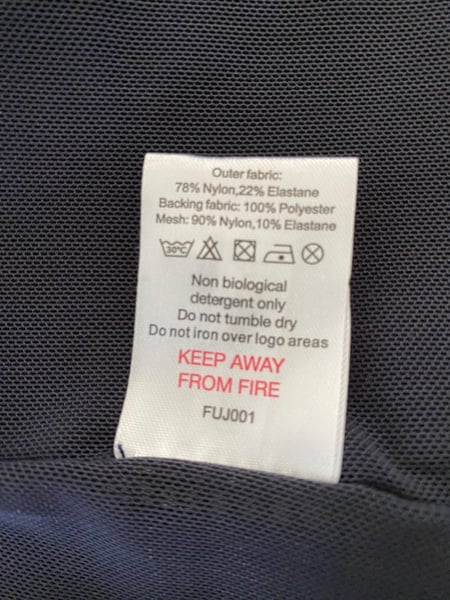 Outer fabric:
78% Nylon,22% Elastane
Backing fabric: 100% Polyester
Mesh: 90% Nylon,10% Elastane
30°C
Non biological
detergent only
Do not tumble dry
Do not iron over logo areas
KEEP AWAY
FROM FIRE
FUJ001